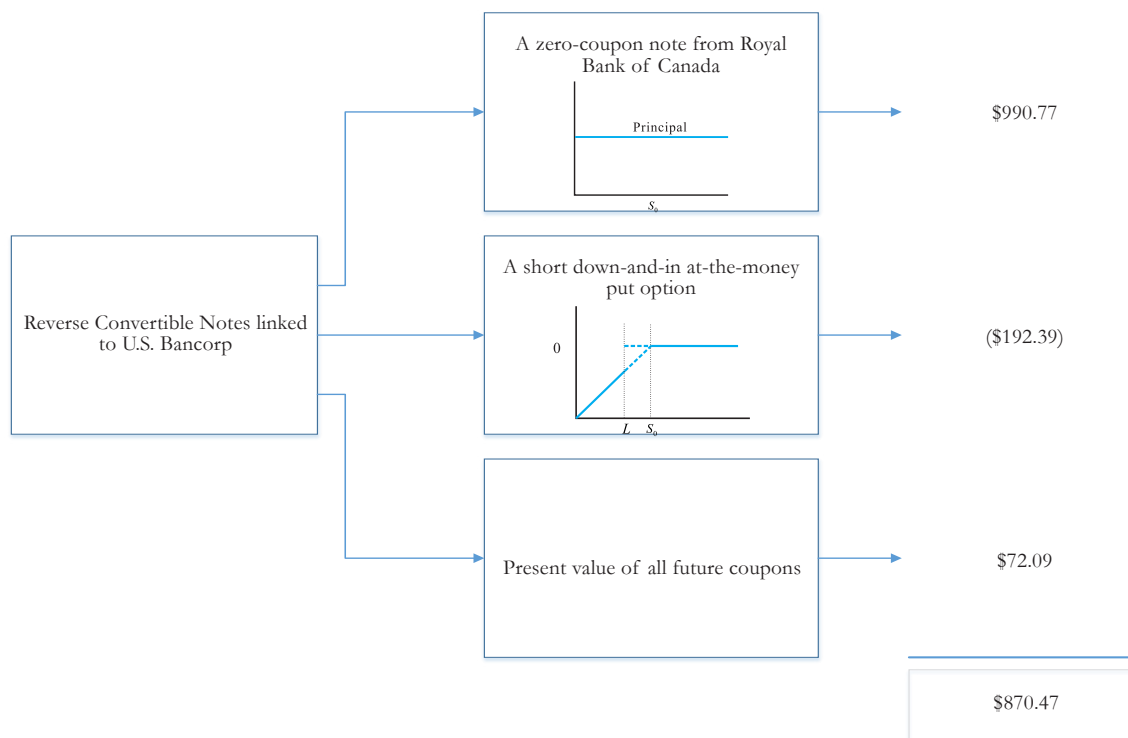 A zero-coupon note from Royal
Bank of Canada
Principal
S₀
$990.77
Reverse Convertible Notes linked
to U.S. Bancorp
A short down-and-in at-the-money
put option
0
L S₀
($192.39)
Present value of all future coupons
$72.09
$870.47